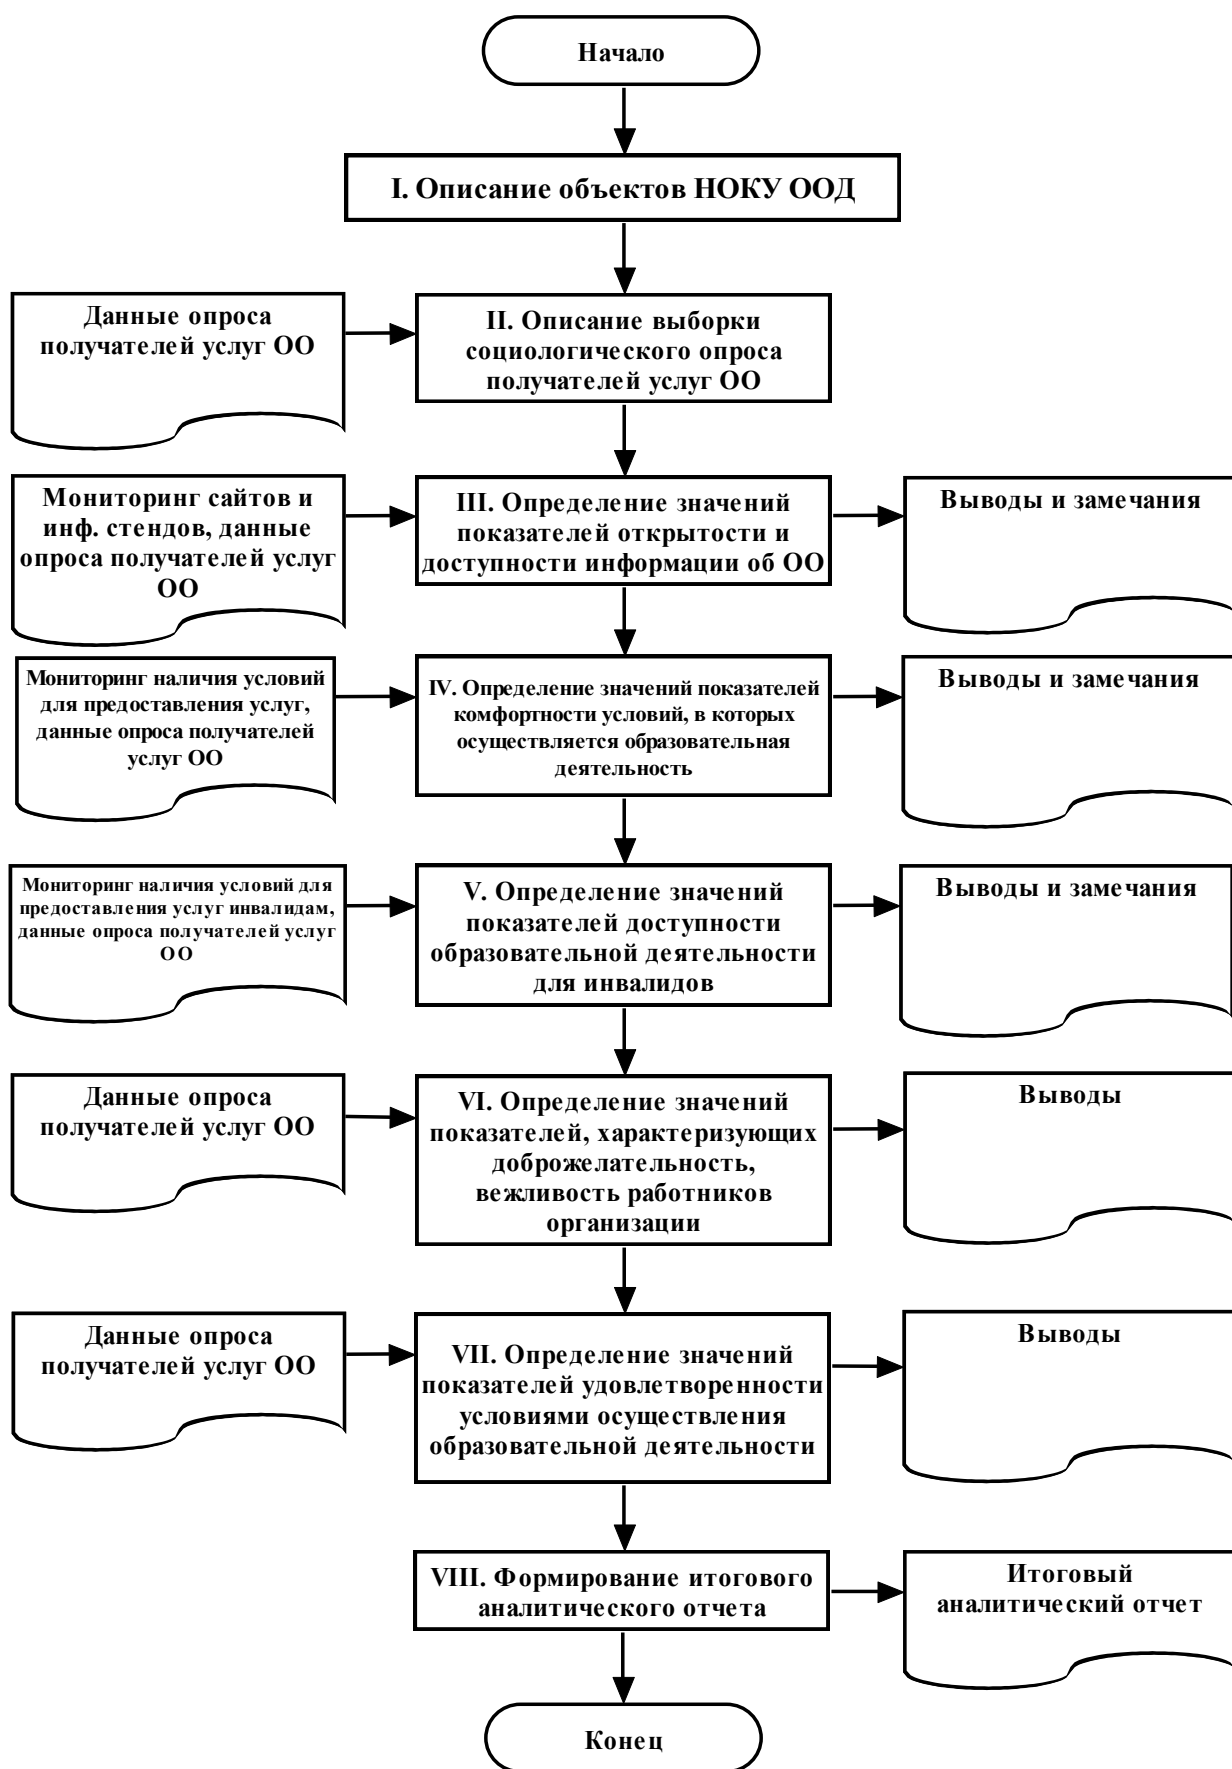 Начало
I. Описание объектов НОКУ ООД
Данные опроса
получателей услуг ОО
II. Описание выборки
социологического опроса
получателей услуг ОО
Мониторинг сайтов и
инф. стендов, данные
опроса получателей услуг
ОО
III. Определение значений
показателей открытости и
доступности информации об ОО
Выводы и замечания
Мониторинг наличия условий
для предоставления услуг,
данные опроса получателей
услуг ОО
IV. Определение значений показателей
комфортности условий, в которых
осуществляется образовательная
деятельность
Выводы и замечания
Мониторинг наличия условий для
предоставления услуг инвалидам,
данные опроса получателей услуг
ОО
V. Определение значений
показателей доступности
образовательной деятельности
для инвалидов
Выводы и замечания
Данные опроса
получателей услуг ОО
VI. Определение значений
показателей, характеризующих
доброжелательность,
вежливость работников
организации
Выводы
Данные опроса
получателей услуг ОО
VII. Определение значений
показателей удовлетворенности
условиями осуществления
образовательной деятельности
Выводы
VIII. Формирование итогового
аналитического отчета
Итоговый
аналитический отчет
Конец